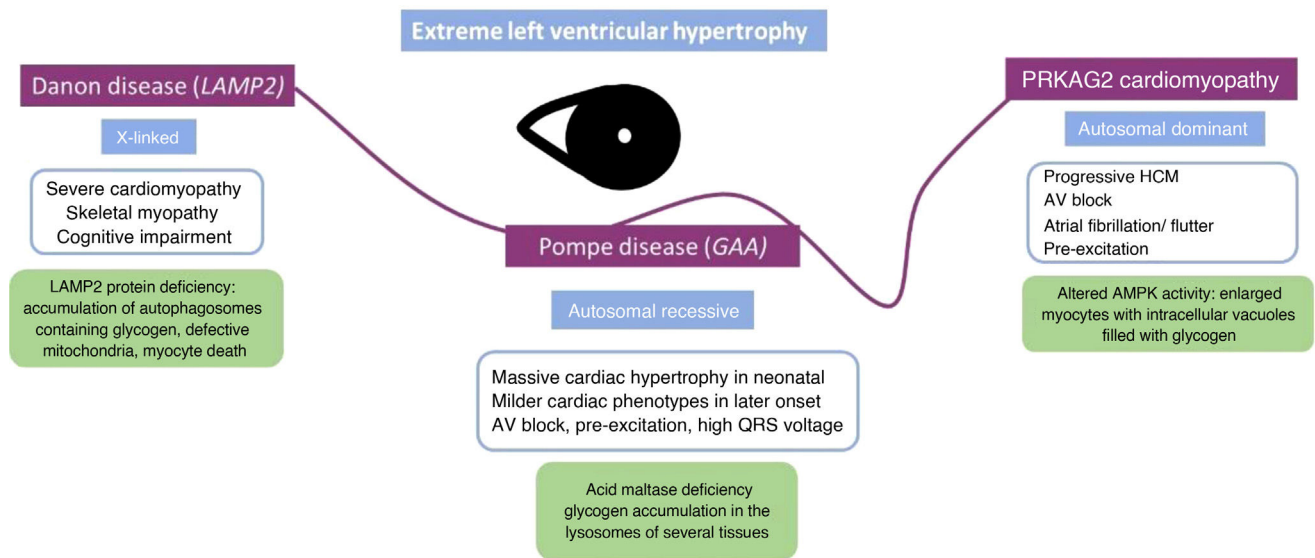 Extreme left ventricular hypertrophy
Danon disease (LAMP2)
X-linked
Severe cardiomyopathy
Skeletal myopathy
Cognitive impairment
LAMP2 protein deficiency:
accumulation of autophagosomes
containing glycogen, defective
mitochondria, myocyte death
Pompe disease (GAA)
Autosomal recessive
Massive cardiac hypertrophy in neonatal
Milder cardiac phenotypes in later onset
AV block, pre-excitation, high QRS voltage
Acid maltase deficiency
glycogen accumulation in the
lysosomes of several tissues
PRKAG2 cardiomyopathy
Autosomal dominant
Progressive HCM
AV block
Atrial fibrillation/ flutter
Pre-excitation
Altered AMPK activity: enlarged
myocytes with intracellular vacuoles
filled with glycogen